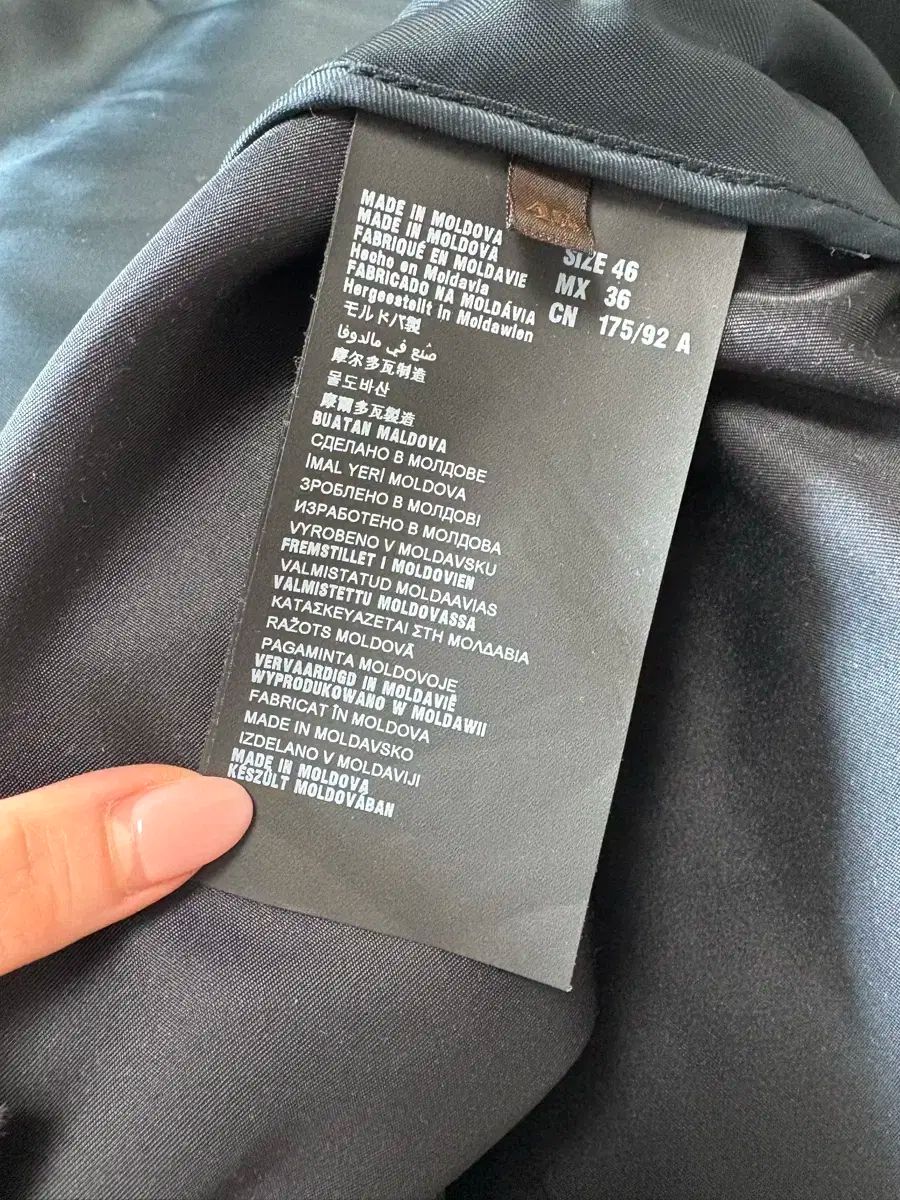 MADE IN MOLDOVA
MADE IN MOLDOVA
FABRIQUÉ EN MOLDAVIE
Hecho en Moldavia
FABRICADO NA MOLDÁVIA
Hergeestellt in Moldawien
モルドバ製
صُنع في مالدوفا
摩尔多瓦制造
몰도바산
摩爾多瓦製造
BUATAN MALDOVA
СДЕЛАНО В МОЛДОВЕ
İMAL YERİ MOLDOVA
ЗРОБЛЕНО В МОЛДОВІ
ИЗРАБОТЕНО В МОЛДОВА
VYROBENO V MOLDAVSKU
FREMSTILLET I MOLDOVIEN
VALMISTATUD MOLDAAVIAS
VALMISTETTU MOLDOVASSA
ΚΑΤΑΣΚΕΥΑΖΕΤΑΙ ΣΤΗ ΜΟΛΔΑΒΙΑ
RAŽOTS MOLDOVĀ
PAGAMINTA MOLDOVOJE
VERVAARDIGD IN MOLDAVIË
WYPRODUKOWANO W MOLDAWII
FABRICAT ÎN MOLDOVA
MADE IN MOLDAVSKO
IZDELANO V MOLDAVIJI
MADE IN MOLDOVA
KÉSZÜLT MOLDOVÁBAN
SIZE 46
MX 36
CN 175/92 A